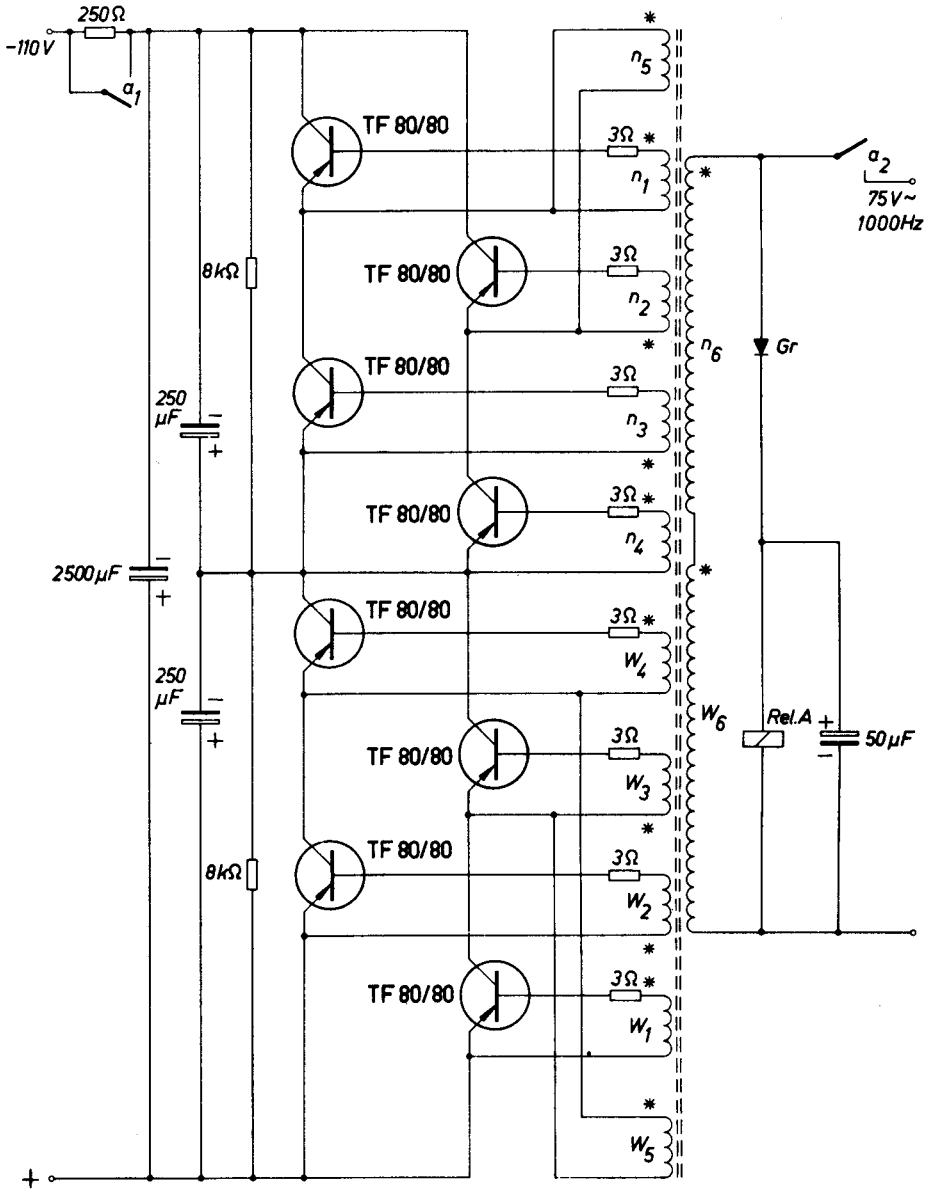 250Ω
−110V
a1
*
n5
TF 80/80
3Ω *
n1
*
a2
75V~
1000Hz
8kΩ
TF 80/80
3Ω
n2
*
n6
Gr
TF 80/80
3Ω
n3
*
250
µF
−
+
TF 80/80
3Ω *
n4
2500µF
−
+
*
TF 80/80
3Ω *
W4
250
µF
−
+
TF 80/80
3Ω
W3
*
W6
Rel.A
+
−
50µF
8kΩ
TF 80/80
3Ω
W2
*
TF 80/80
3Ω *
W1
*
W5
+